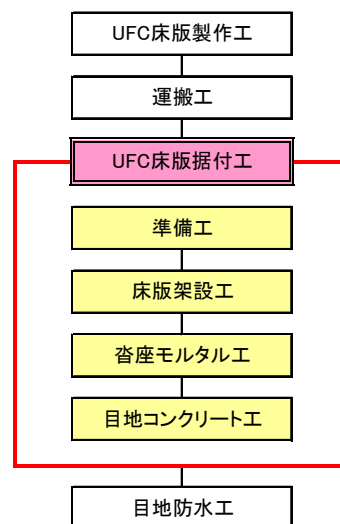 UFC床版製作工
運搬工
UFC床版据付工
準備工
床版架設工
沓座モルタル工
目地コンクリート工
目地防水工